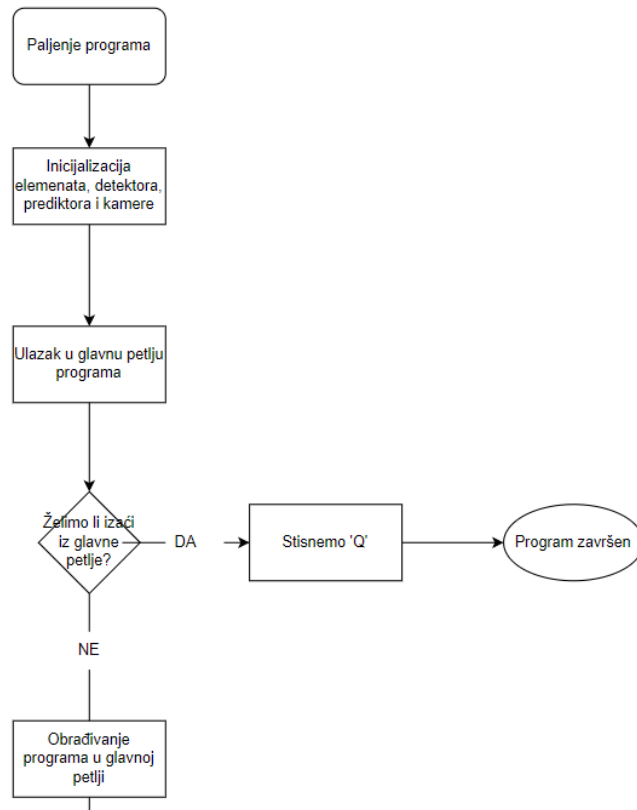 Paljenje programa
Inicijalizacija
elemenata, detektora,
prediktora i kamere
Ulazak u glavnu petlju
programa
Želimo li izaći
iz glavne
petlje?
DA
Stisnemo 'Q'
Program završen
NE
Obrađivanje
programa u glavnoj
petlji